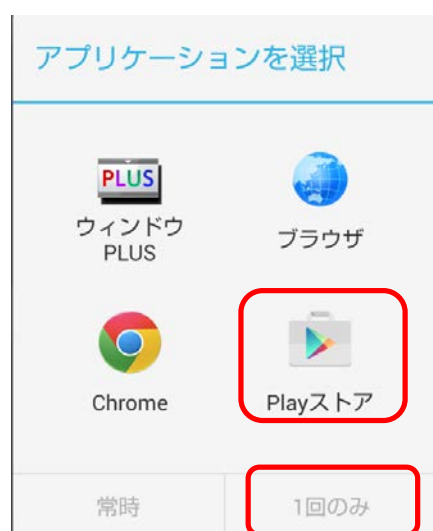 アプリケーションを選択
PLUS
ウィンドウ
PLUS
ブラウザ
Chrome
Playストア
常時
1回のみ